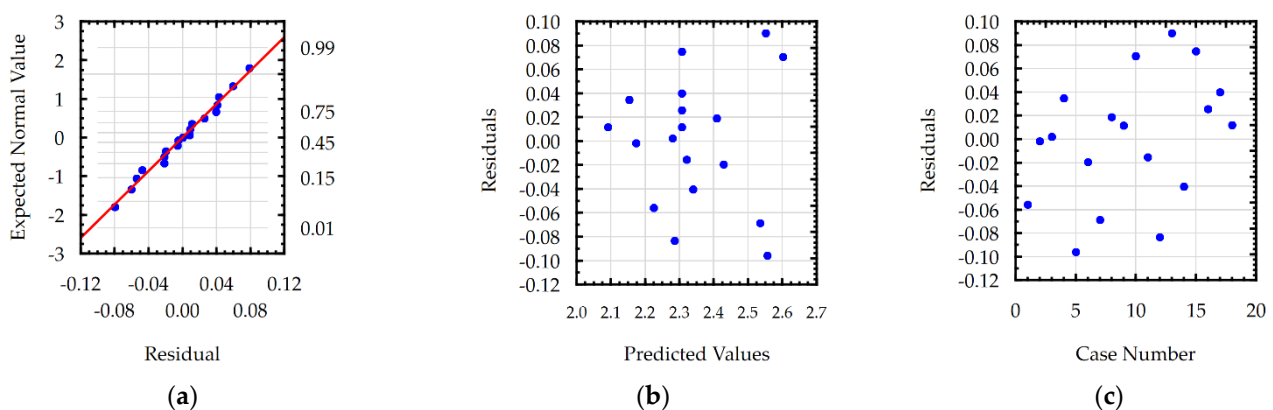 Expected Normal Value
3
2
1
0
-1
-2
3
0.99
0.75
0.45
0.15
0.01
-0.12 -0.04 0.04 0.12
-0.08 0.00 0.08
Residual
(a)
Residuals
0.10
0.08
0.06
0.04
0.02
0.00
-0.02
-0.04
-0.06
-0.08
-0.10
-0.12
2.0 2.1 2.2 2.3 2.4 2.5 2.6 2.7
Predicted Values
(b)
Residuals
0.10
0.08
0.06
0.04
0.02
0.00
-0.02
-0.04
-0.06
-0.08
-0.10
0.12
0 5 10 15 20
Case Number
(c)